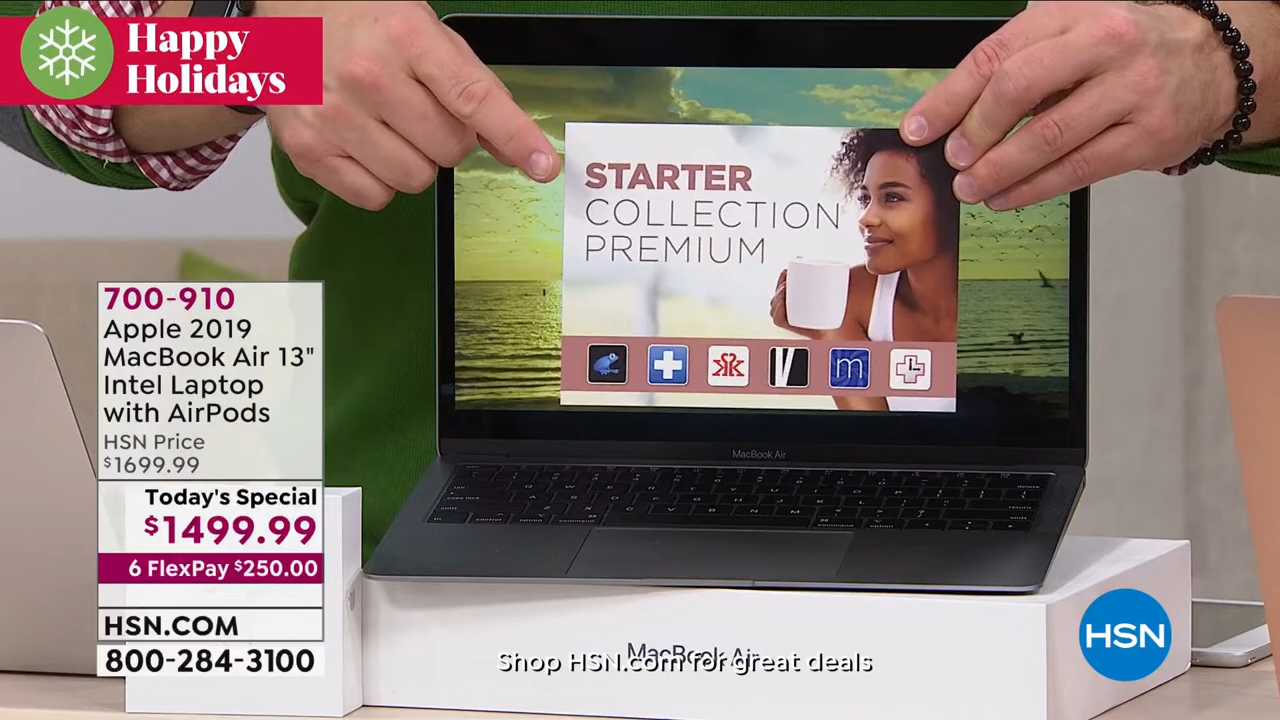 Happy
Holidays
STARTER
COLLECTION
PREMIUM
m
MacBook Air
700-910
Apple 2019
MacBook Air 13"
Intel Laptop
with AirPods
HSN Price
$1699.99
Today's Special
$1499.99
6 FlexPay $250.00
HSN.COM
800-284-3100
MacBook Air
Shop HSN.com for great deals
HSN